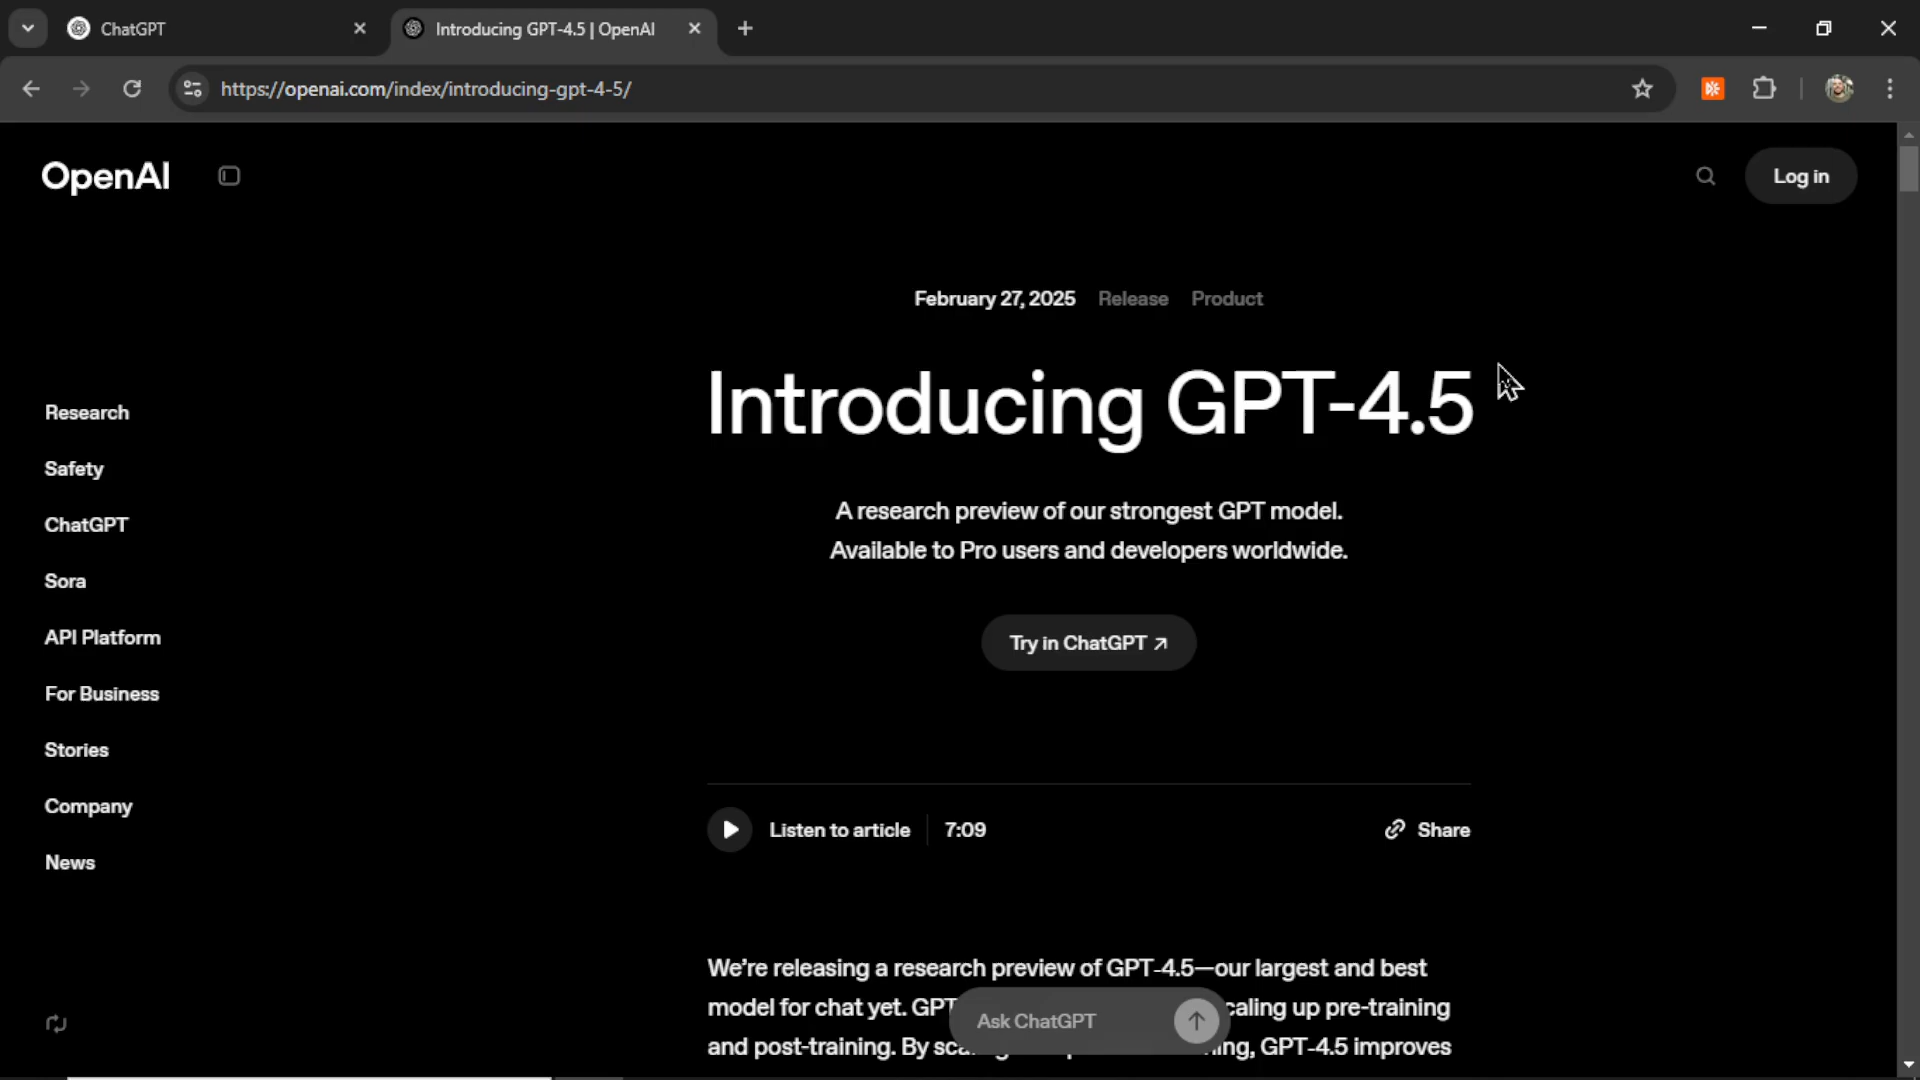 ChatGPT
Introducing GPT-4.5 | OpenAI
https://openai.com/index/introducing-gpt-4-5/
OpenAI
Log in
February 27, 2025 Release Product
Introducing GPT-4.5
A research preview of our strongest GPT model.
Available to Pro users and developers worldwide.
Try in ChatGPT
Research
Safety
ChatGPT
Sora
API Platform
For Business
Stories
Company
News
Listen to article 7:09
Share
We're releasing a research preview of GPT-4.5—our largest and best
model for chat yet. up pre-training
and post-training. By GPT-4.5 improves
Ask ChatGPT